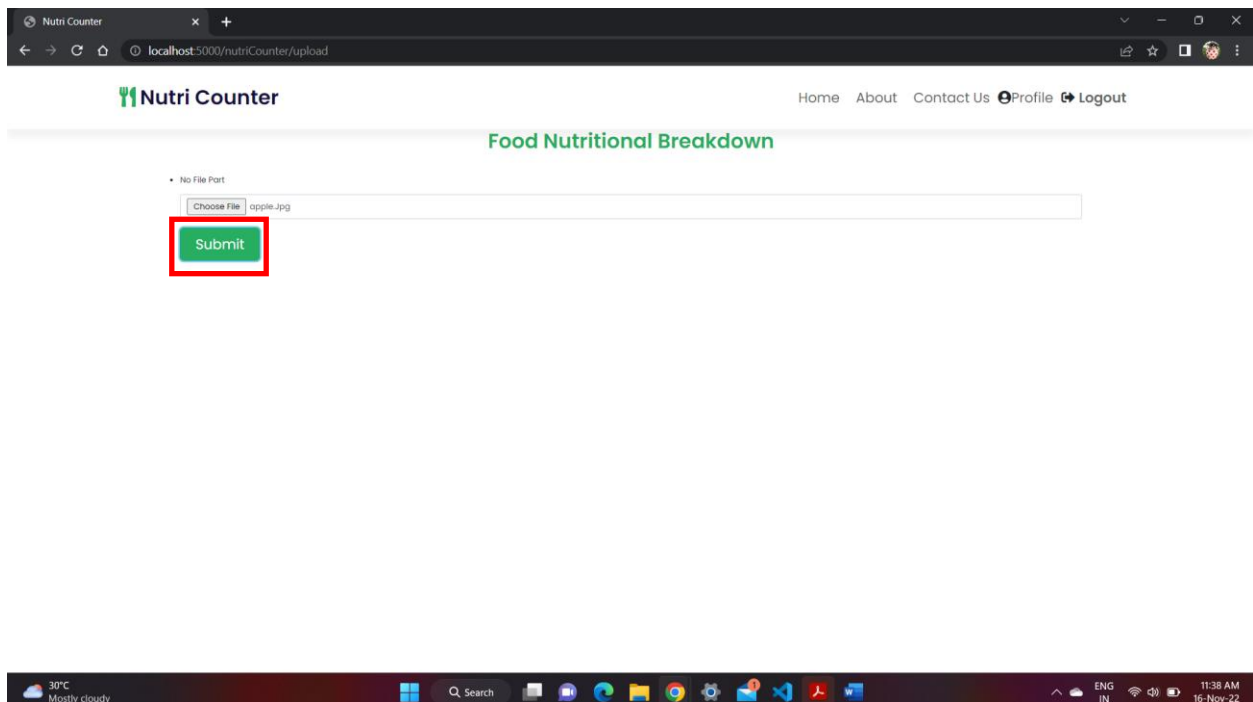 Nutri Counter
localhost:5000/nutriCounter/upload
Nutri Counter
Home About Contact Us Profile Logout
Food Nutritional Breakdown
• No File Part
Choose File apple.Jpg
Submit
30°C
Mostly cloudy
Search
1
ENG
IN
11:38 AM
16-Nov-22